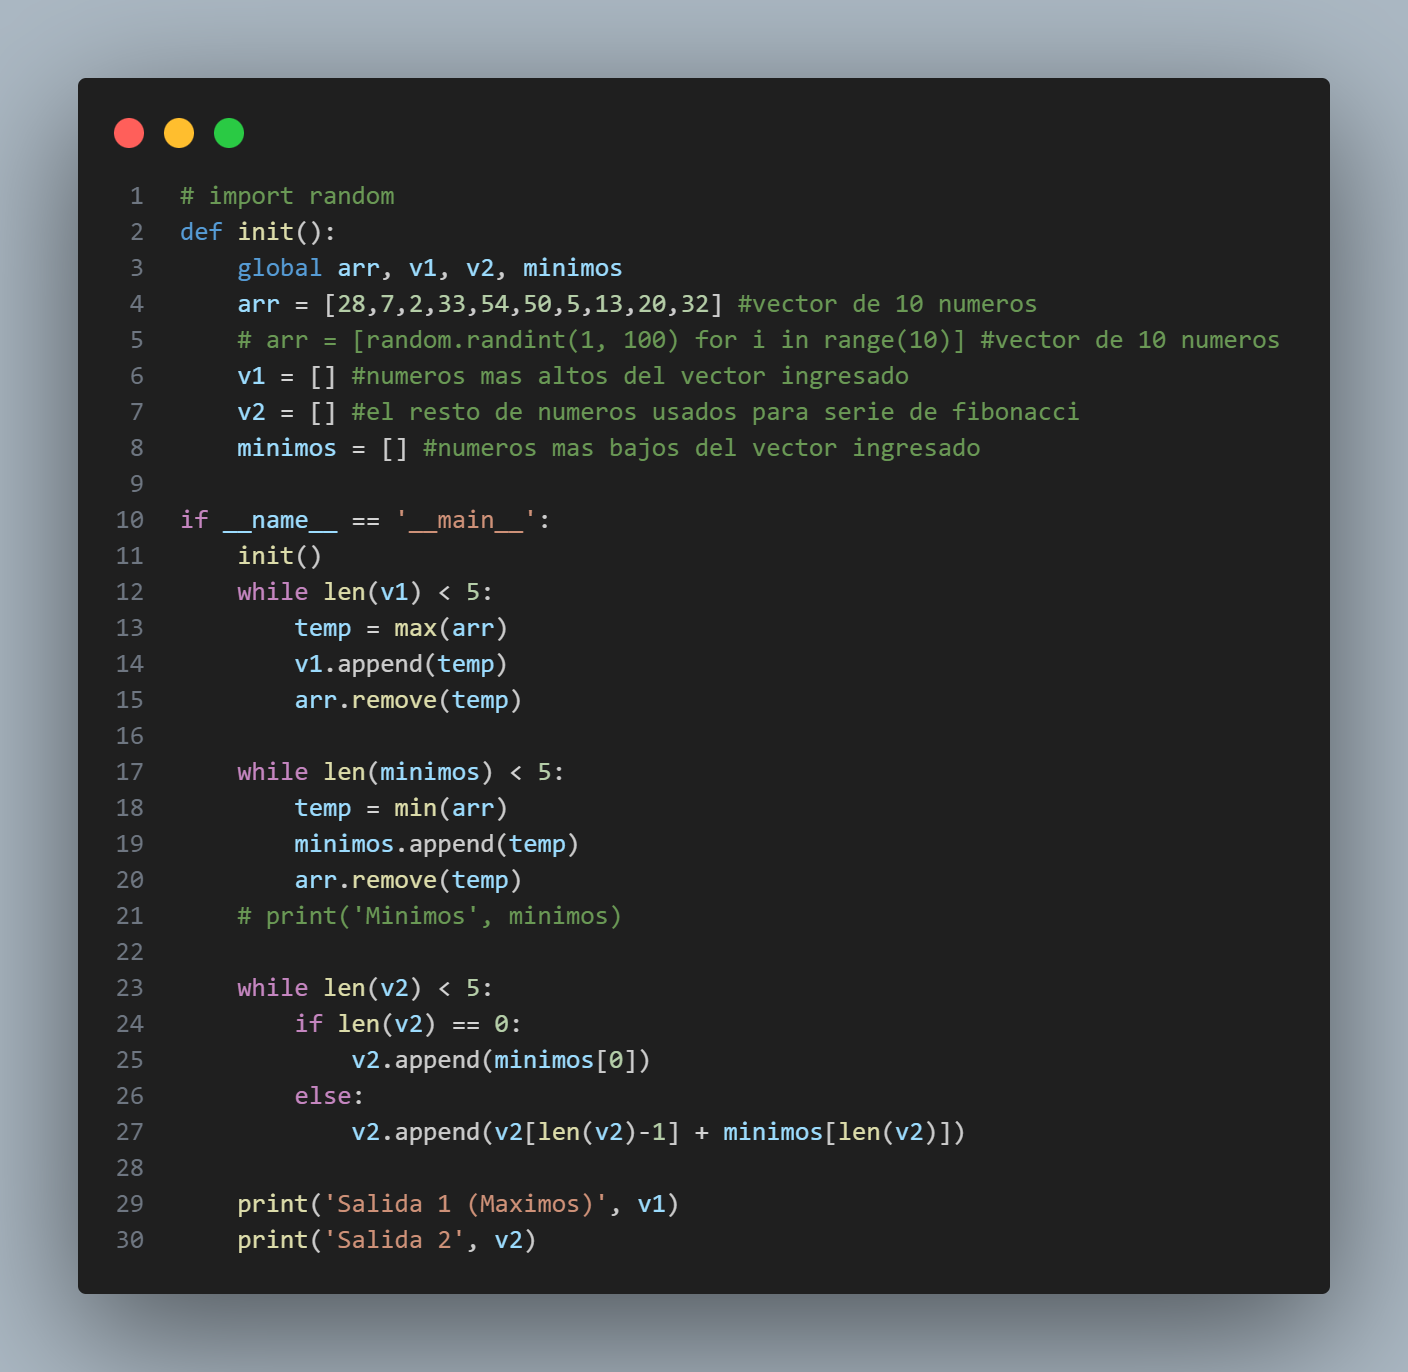 1 # import random
2 def init():
3     global arr, v1, v2, minimos
4     arr = [28,7,2,33,54,50,5,13,20,32] #vector de 10 numeros
5     # arr = [random.randint(1, 100) for i in range(10)] #vector de 10 numeros
6     v1 = [] #numeros mas altos del vector ingresado
7     v2 = [] #el resto de numeros usados para serie de fibonacci
8     minimos = [] #numeros mas bajos del vector ingresado
9
10 if __name__ == '__main__':
11     init()
12     while len(v1) < 5:
13         temp = max(arr)
14         v1.append(temp)
15         arr.remove(temp)
16
17     while len(minimos) < 5:
18         temp = min(arr)
19         minimos.append(temp)
20         arr.remove(temp)
21     # print('Minimos', minimos)
22
23     while len(v2) < 5:
24         if len(v2) == 0:
25             v2.append(minimos[0])
26         else:
27             v2.append(v2[len(v2)-1] + minimos[len(v2)])
28
29     print('Salida 1 (Maximos)', v1)
30     print('Salida 2', v2)